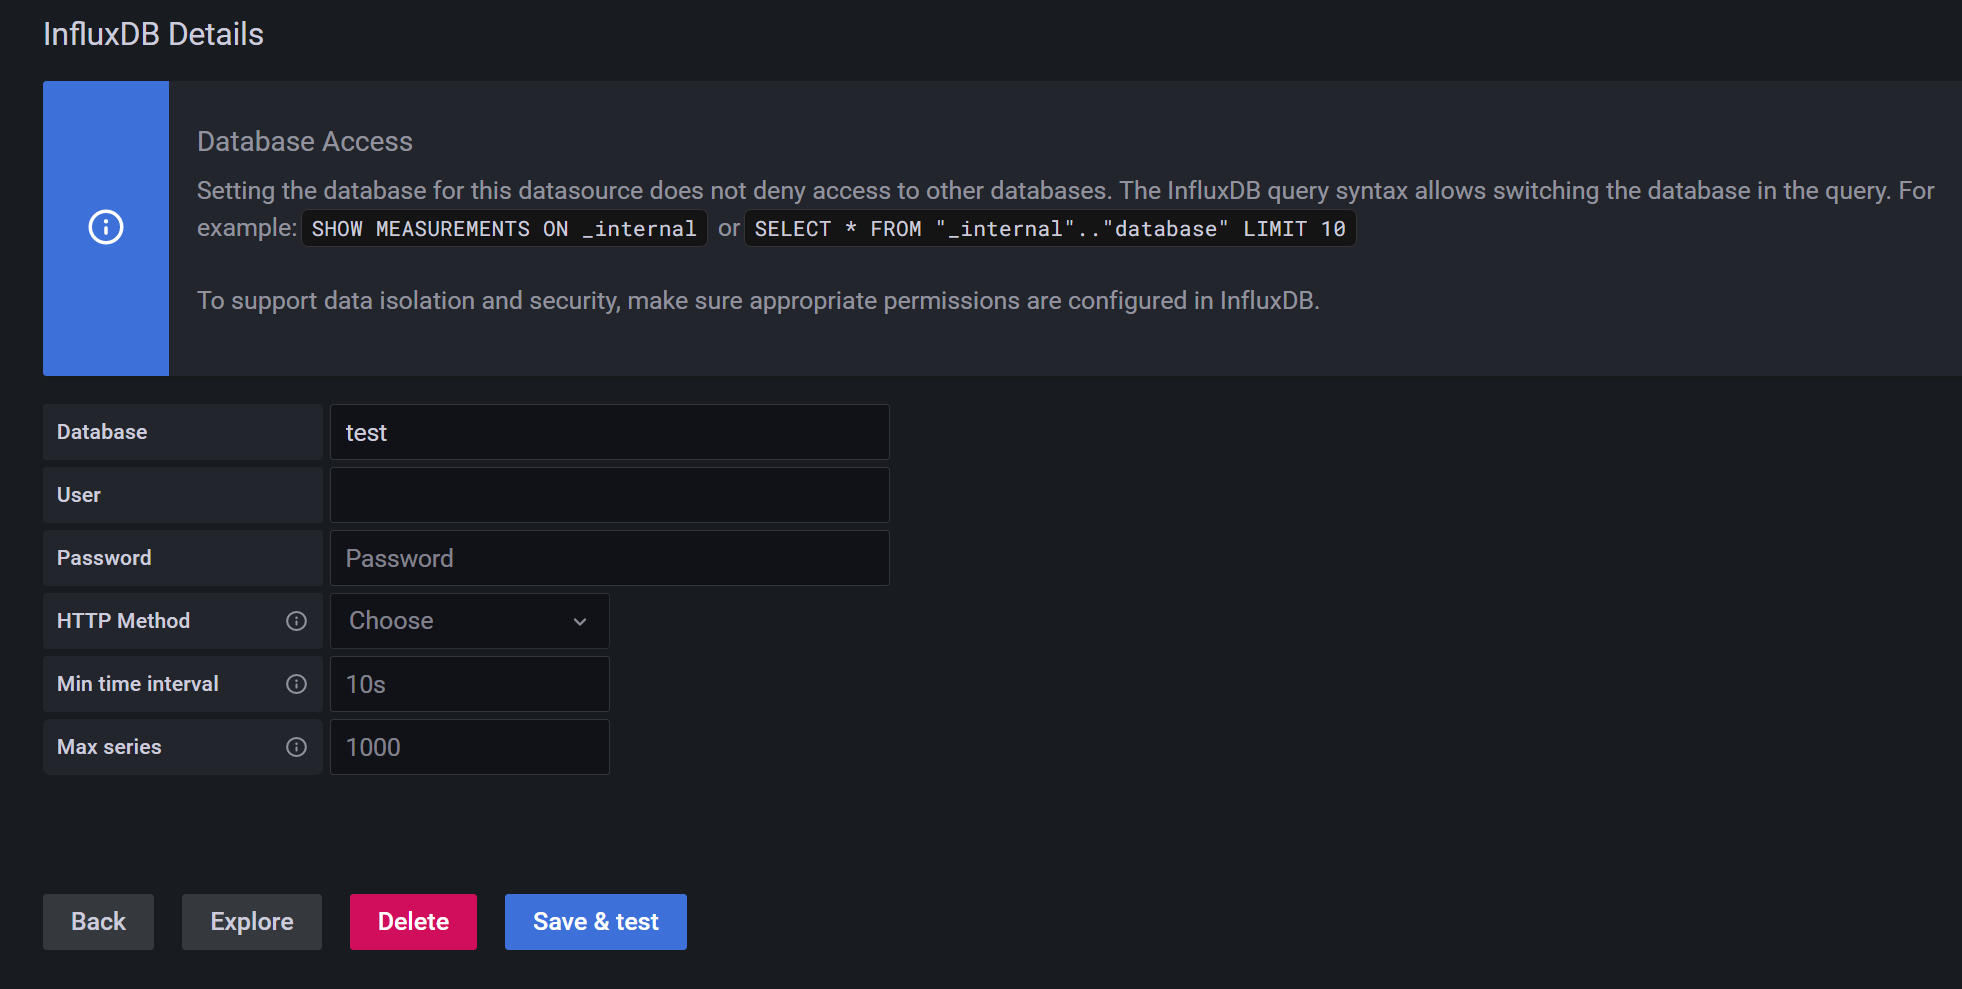 InfluxDB Details
Database Access
Setting the database for this datasource does not deny access to other databases. The InfluxDB query syntax allows switching the database in the query. For
example: SHOW MEASUREMENTS ON _internal or SELECT * FROM "_internal".."database" LIMIT 10
To support data isolation and security, make sure appropriate permissions are configured in InfluxDB.
Database test
User
Password Password
HTTP Method Choose
Min time interval 10s
Max series 1000
Back Explore Delete Save & test